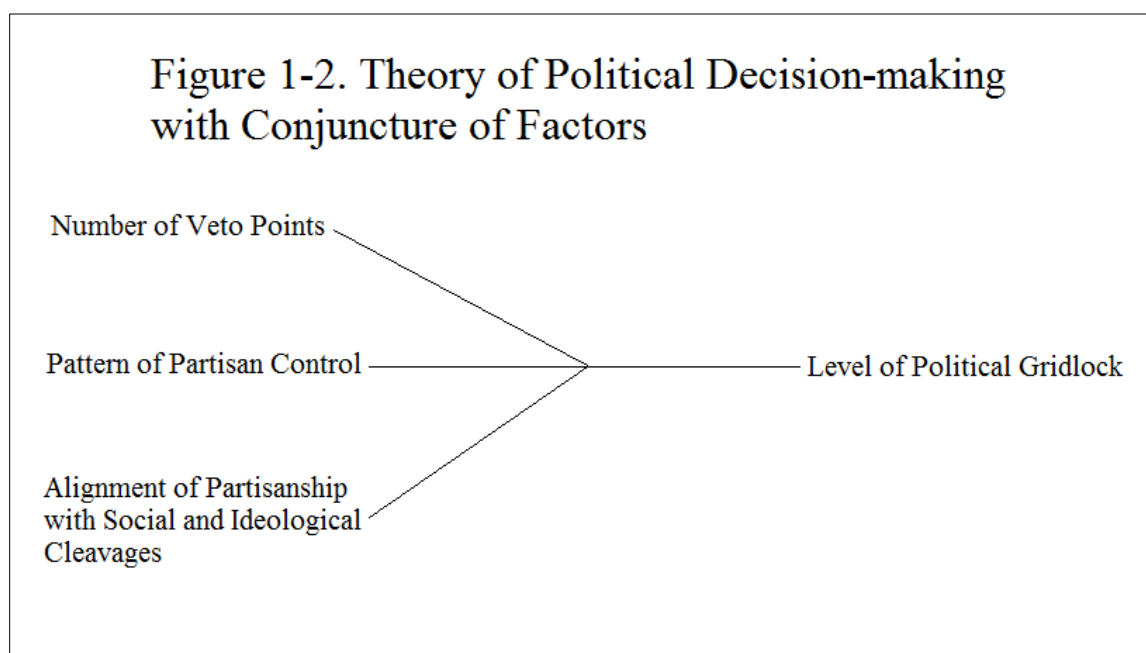 Figure 1-2. Theory of Political Decision-making
with Conjuncture of Factors
Number of Veto Points
Pattern of Partisan Control
Level of Political Gridlock
Alignment of Partisanship
with Social and Ideological
Cleavages